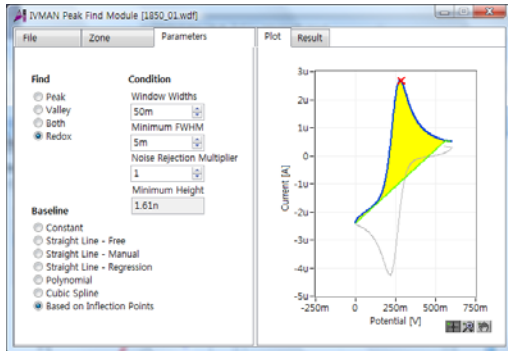 IVMAN Peak Find Module [1850_01.wdf]
File
Zone
Parameters
Plot
Result
Find
Peak
Valley
Both
Redox
Condition
Window Widths
50m
Minimum FWHM
5m
Noise Rejection Multiplier
1
Minimum Height
1.61n
Baseline
Constant
Straight Line - Free
Straight Line - Manual
Straight Line - Regression
Polynomial
Cubic Spline
Based on Inflection Points
Current [A]
3u
2u
1u
0
-1u
-2u
-3u
-4u
-5u
-250m 0 250m 500m 750m
Potential [V]